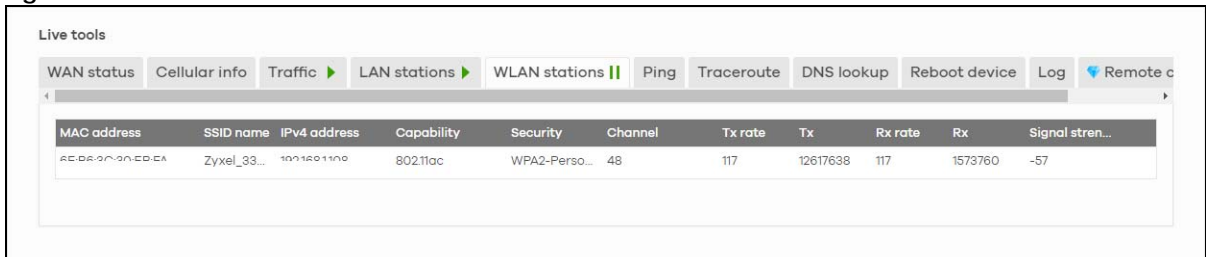 Live tools
WAN status Cellular info Traffic LAN stations WLAN stations Ping Traceroute DNS lookup Reboot device Log Remote c
MAC address SSID name IPv4 address Capability Security Channel Tx rate Tx Rx rate Rx Signal stren...
Zyxel_33... 802.11ac WPA2-Perso... 48 117 12617638 117 1573760 -57